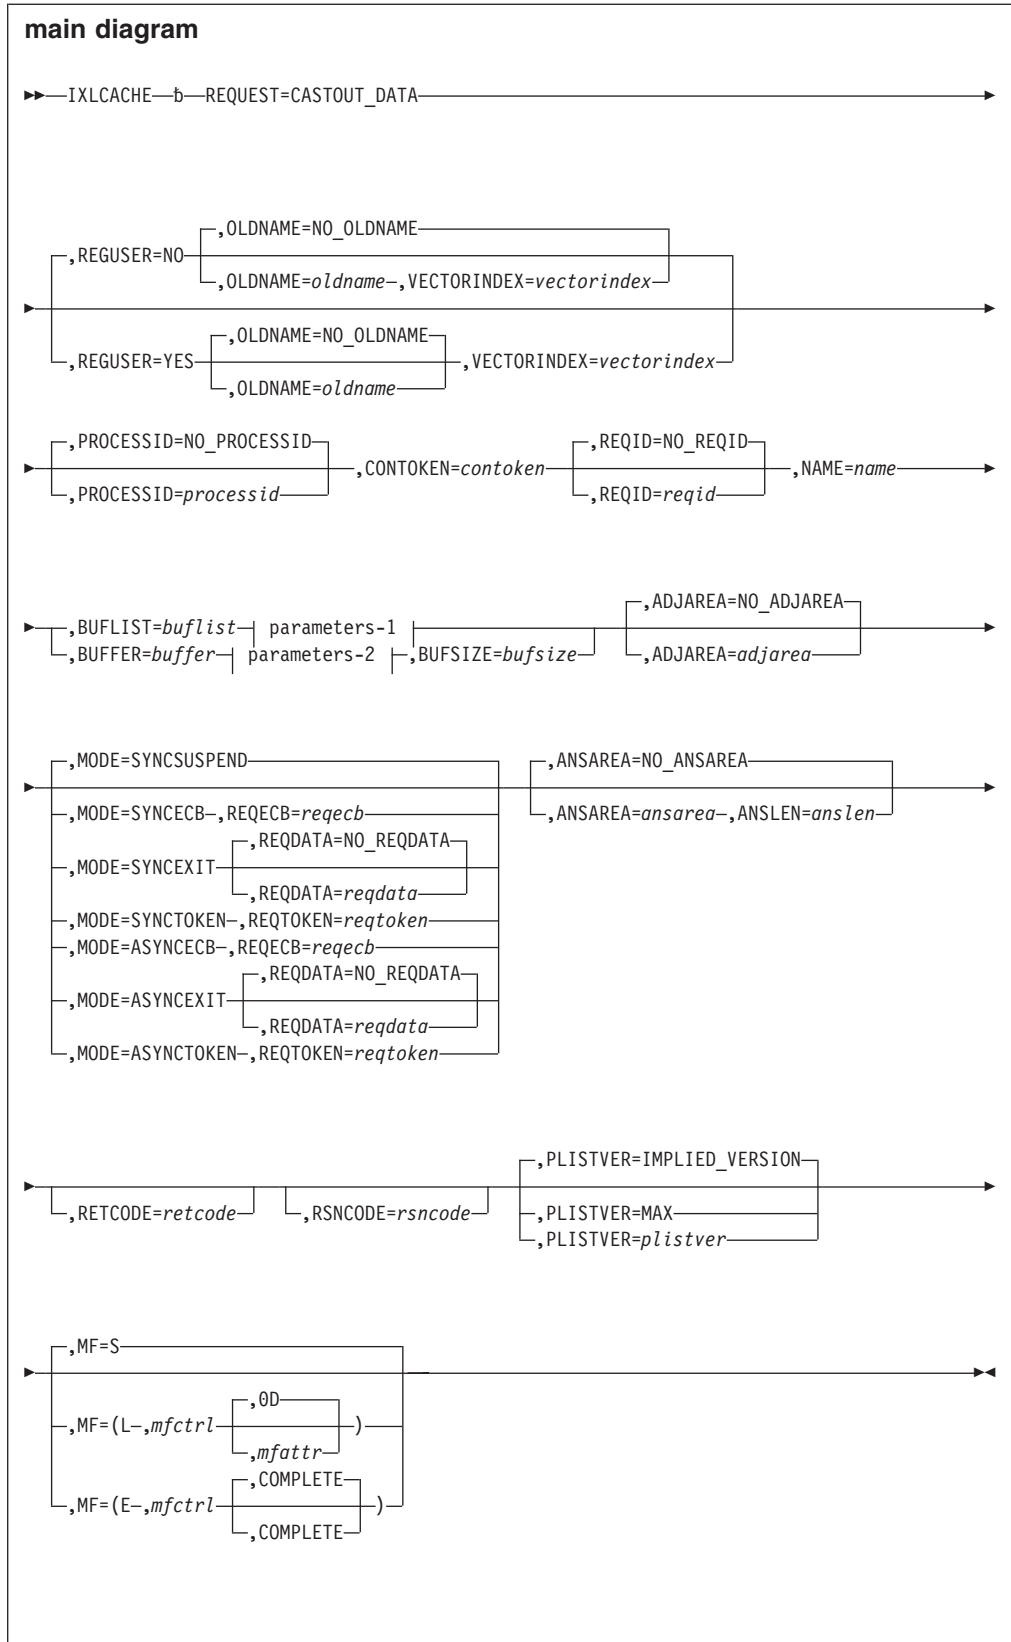 main diagram
IXLCACHE ƀ REQUEST=CASTOUT_DATA
,OLDNAME=NO_OLDNAME
,REGUSER=NO
,OLDNAME=oldname ,VECTORINDEX=vectorindex
,OLDNAME=NO_OLDNAME
,REGUSER=YES ,VECTORINDEX=vectorindex
,OLDNAME=oldname
,PROCESSID=NO_PROCESSID ,REQID=NO_REQID
,CONTOKEN=contoken ,NAME=name
,PROCESSID=processid ,REQID=reqid
,ADJAREA=NO_ADJAREA
,BUFLIST=buflist parameters-1
,BUFFER=buffer parameters-2 ,BUFSIZE=bufsize ,ADJAREA=adjarea
,MODE=SYNCSUSPEND ,ANSAREA=NO_ANSAREA
,MODE=SYNCECB ,REQECB=reqecb ,ANSAREA=ansarea ,ANSLEN=anslen
,REQDATA=NO_REQDATA
,MODE=SYNCEXIT
,REQDATA=reqdata
,MODE=SYNCTOKEN ,REQTOKEN=reqtoken
,MODE=ASYNCECB ,REQECB=reqecb
,REQDATA=NO_REQDATA
,MODE=ASYNCEXIT
,REQDATA=reqdata
,MODE=ASYNCTOKEN ,REQTOKEN=reqtoken
,PLISTVER=IMPLIED_VERSION
,RETCODE=retcode ,RSNCODE=rsncode ,PLISTVER=MAX
,PLISTVER=plistver
,MF=S
,0D
,MF=(L ,mfctrl )
,mfattr
,COMPLETE
,MF=(E ,mfctrl )
,COMPLETE